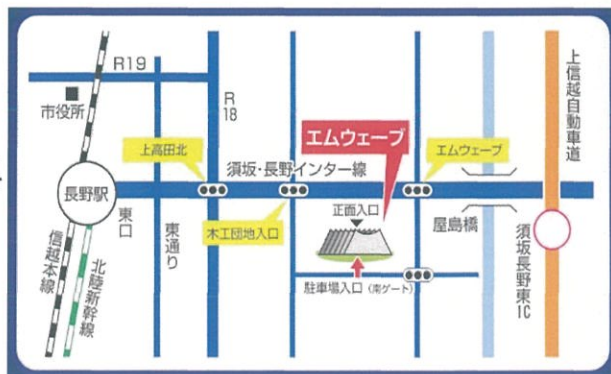 R19
市役所
R18
上信越自動車道
エムウェーブ
上高田北
須坂・長野インター線
エムウェーブ
長野駅
東口
東通り
木工団地入口
正面入口
屋島橋
須坂長野東IC
信越本線
北陸新幹線
駐車場入口(南ゲート)